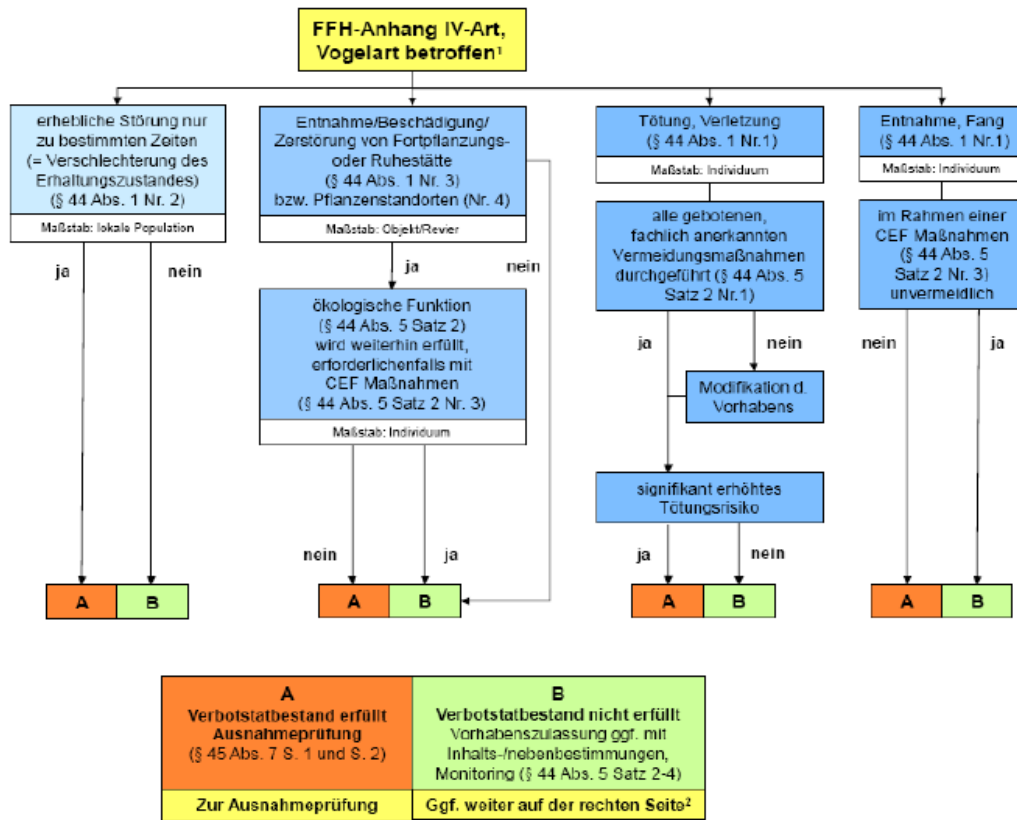 FFH-Anhang IV-Art,
Vogelart betroffen¹
erhebliche Störung nur
zu bestimmten Zeiten
(= Verschlechterung des
Erhaltungszustandes)
(§ 44 Abs. 1 Nr. 2)
Maßstab: lokale Population
ja
nein
Entnahme/Beschädigung/
Zerstörung von Fortpflanzungs-
oder Ruhestätte
(§ 44 Abs. 1 Nr. 3)
bzw. Pflanzenstandorten (Nr. 4)
Maßstab: Objekt/Revier
ja
nein
ökologische Funktion
(§ 44 Abs. 5 Satz 2)
wird weiterhin erfüllt,
erforderlichenfalls mit
CEF Maßnahmen
(§ 44 Abs. 5 Satz 2 Nr. 3)
Maßstab: Individuum
nein
ja
Tötung, Verletzung
(§ 44 Abs. 1 Nr.1)
Maßstab: Individuum
alle gebotenen,
fachlich anerkannten
Vermeidungsmaßnahmen
durchgeführt (§ 44 Abs. 5
Satz 2 Nr.1)
ja
nein
Modifikation d.
Vorhabens
signifikant erhöhtes
Tötungsrisiko
ja
nein
Entnahme, Fang
(§ 44 Abs. 1 Nr.1)
Maßstab: Individuum
im Rahmen einer
CEF Maßnahmen
(§ 44 Abs. 5
Satz 2 Nr. 3)
unvermeidlich
nein
ja
A B
A B
A B
A B
A
Verbotstatbestand erfüllt
Ausnahmeprüfung
(§ 45 Abs. 7 S. 1 und S. 2)
Zur Ausnahmeprüfung
B
Verbotstatbestand nicht erfüllt
Vorhabenszulassung ggf. mit
Inhalts-/nebenbestimmungen,
Monitoring (§ 44 Abs. 5 Satz 2-4)
Ggf. weiter auf der rechten Seite²